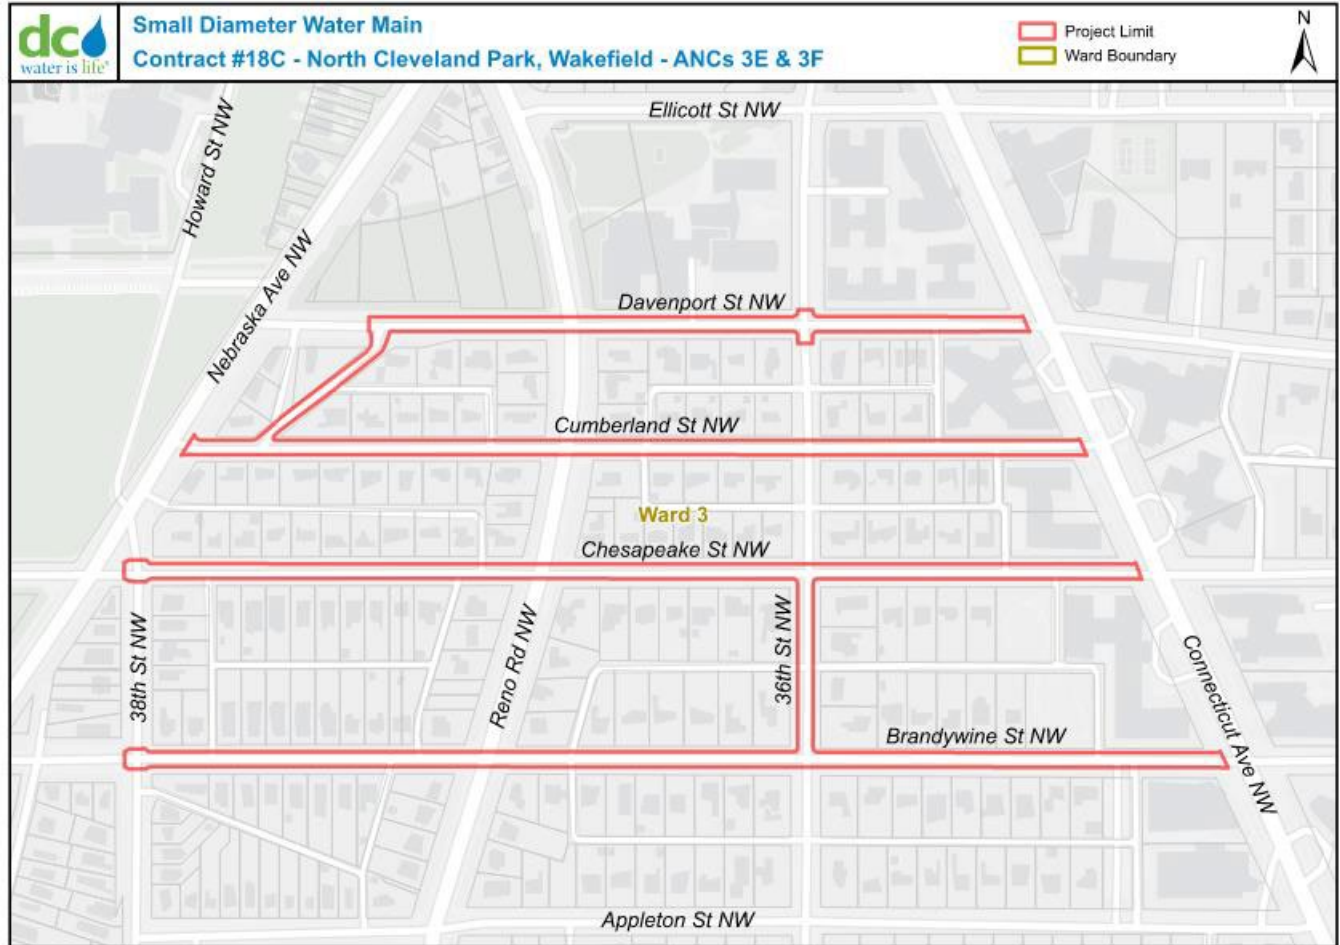 dc
water is life®
Small Diameter Water Main
Contract #18C - North Cleveland Park, Wakefield - ANCs 3E & 3F
Project Limit
Ward Boundary
N
Ellicott St NW
Howard St NW
Nebraska Ave NW
Davenport St NW
Cumberland St NW
Ward 3
Chesapeake St NW
38th St NW
Reno Rd NW
36th St NW
Connecticut Ave NW
Brandywine St NW
Appleton St NW